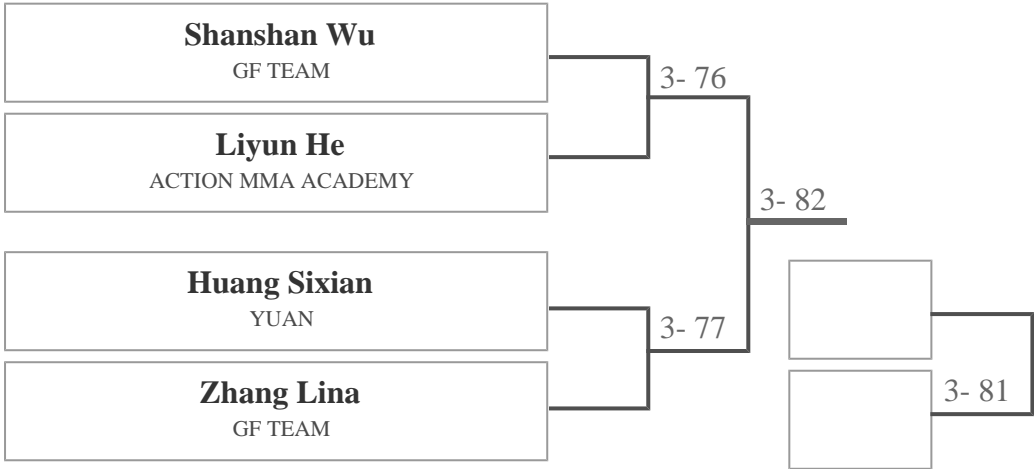 Shanshan Wu
GF TEAM
3- 76
Liyun He
ACTION MMA ACADEMY
3- 82
Huang Sixian
YUAN
3- 77
Zhang Lina
GF TEAM
3- 81